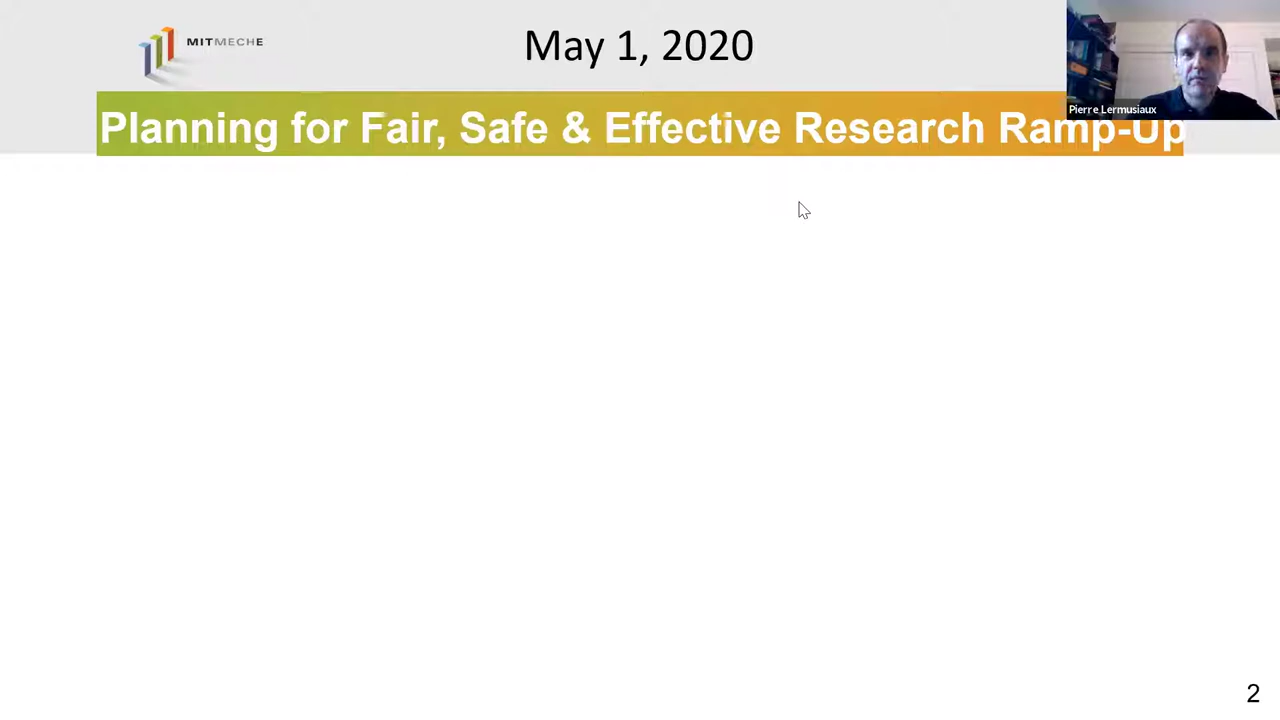 MITMECHE
May 1, 2020
Pierre Lermusiaux
Planning for Fair, Safe & Effective Research Ramp-Up
2